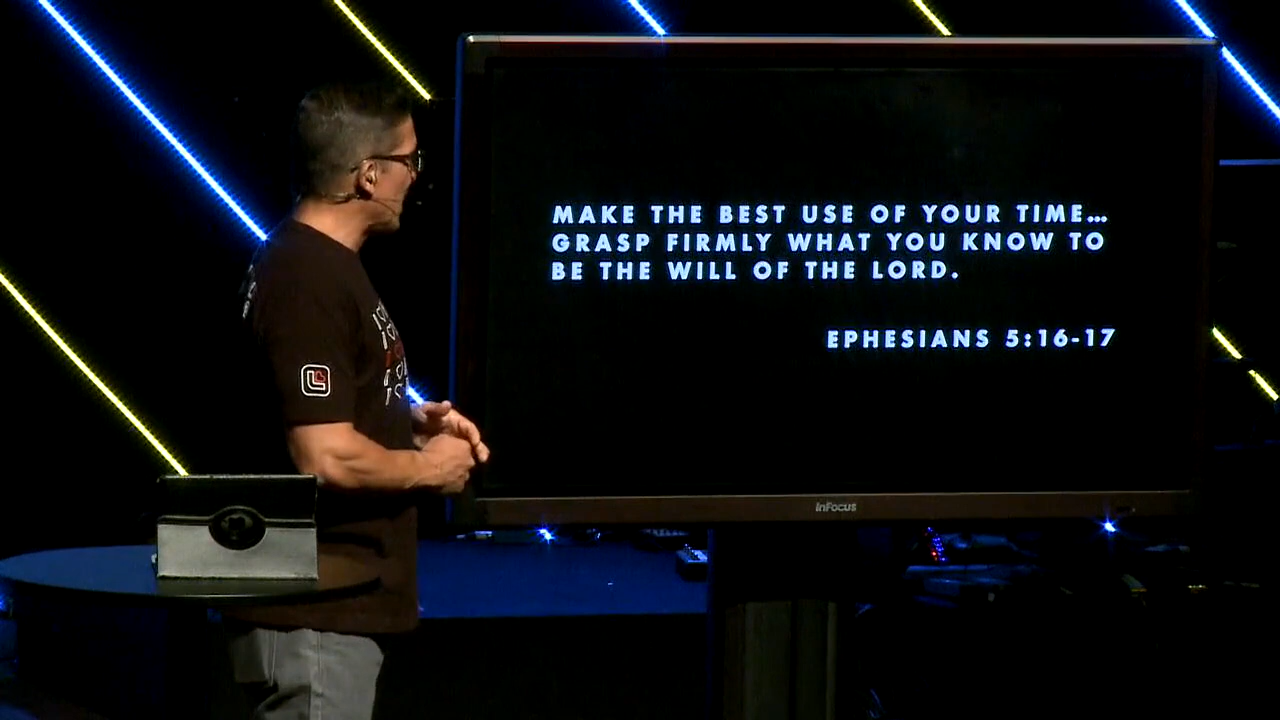 MAKE THE BEST USE OF YOUR TIME…
GRASP FIRMLY WHAT YOU KNOW TO
BE THE WILL OF THE LORD.
EPHESIANS 5:16-17
InFocus